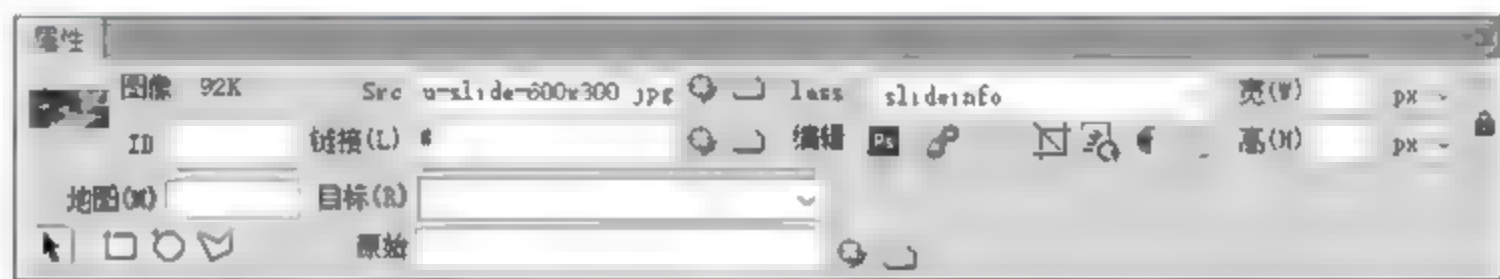 属性
图像 92K Src u-slide-600x300 jpg lass slideinfo 宽(W) px
ID 链接(L) # 编辑 Ps 高(H) px
地图(M) 目标(R)
原始